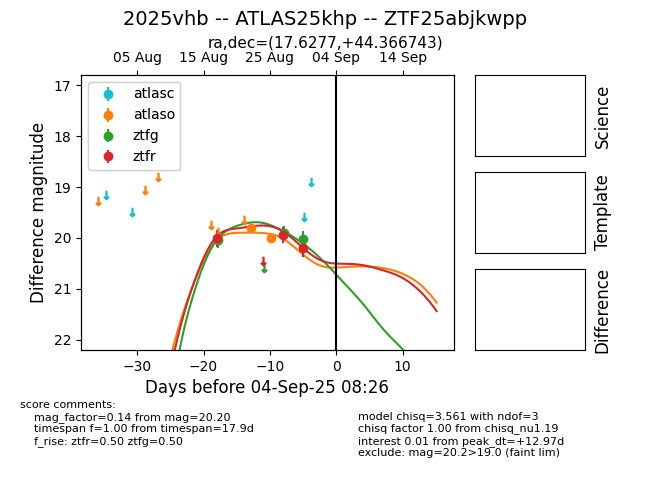 2025vhb -- ATLAS25khp -- ZTF25abjkwpp
ra,dec=(17.6277,+44.366743)
05 Aug 15 Aug 25 Aug 04 Sep 14 Sep
17
18
19
20
21
22
Difference magnitude
atlasc
atlaso
ztfg
ztfr
Science
Template
Difference
−30 −20 −10 0 10
Days before 04-Sep-25 08:26
score comments:
mag_factor=0.14 from mag=20.20
timespan f=1.00 from timespan=17.9d
f_rise: ztfr=0.50 ztfg=0.50
model chisq=3.561 with ndof=3
chisq factor 1.00 from chisq_nu1.19
interest 0.01 from peak_dt=+12.97d
exclude: mag=20.2>19.0 (faint lim)